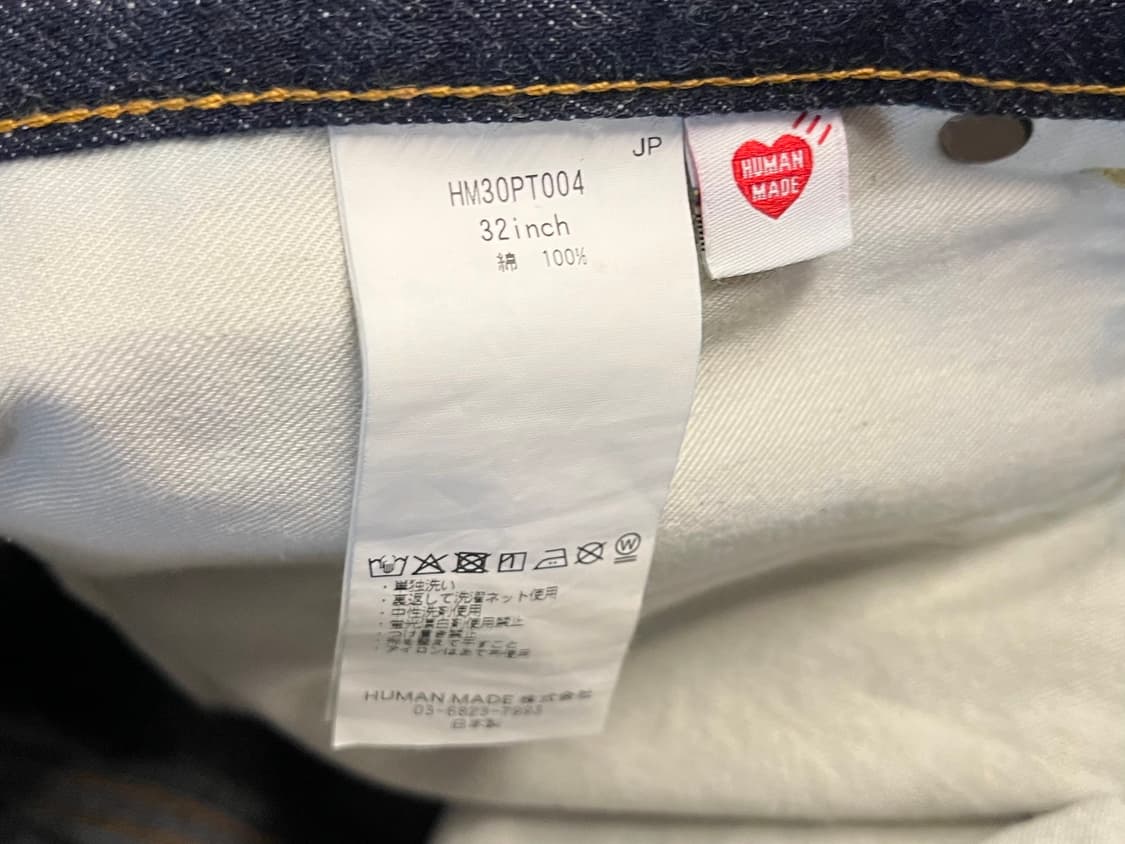 JP
HM30PT004
32inch
綿 100%
HUMAN
MADE
W
・単独洗い
・裏返して洗濯ネット使用
HUMAN MADE 株式会社
日本製